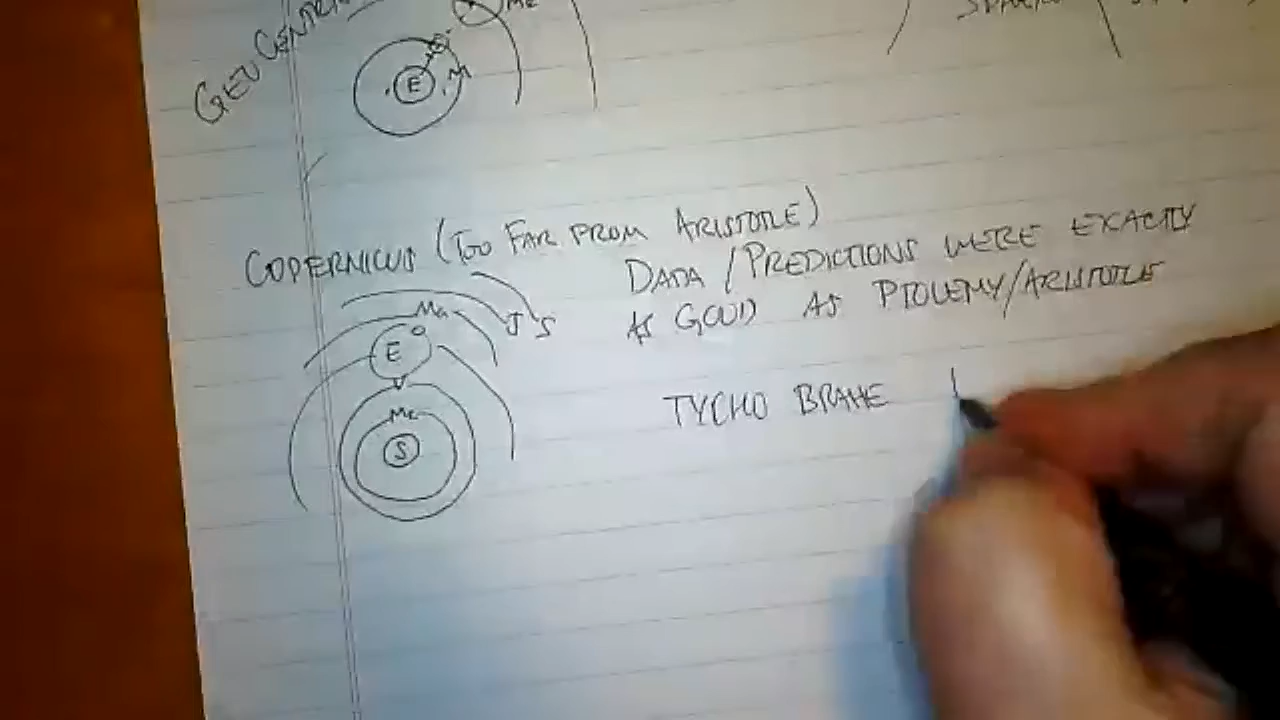 GEOCENTRI
Me
E
M
COPERNICUS (TOO FAR FROM ARISTOTLE)
DATA / PREDICTIONS WERE EXACTLY
AS GOOD AS PTOLEMY/ARISTOTLE
Ma
J S
E
V
Me
S
TYCHO BRAHE